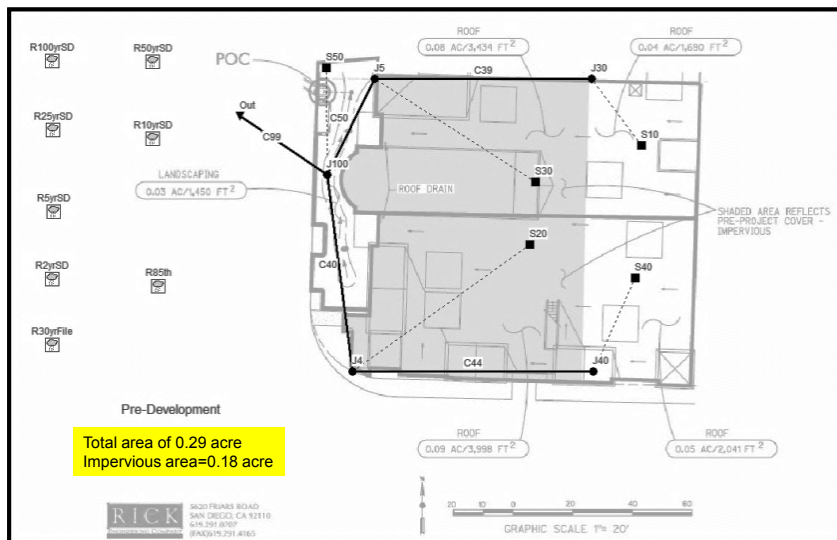 R100yrSD
R50yrSD
R25yrSD
R10yrSD
R5yrSD
R2yrSD
R85th
R30yrFile
POC
S50
J5
C39
J30
ROOF
0.08 AC/3,434 FT²
ROOF
0.04 AC/1,690 FT²
Out
C99
C50
J100
S10
S30
LANDSCAPING
0.03 AC/1,450 FT²
ROOF DRAIN
SHADED AREA REFLECTS
PRE-PROJECT COVER -
IMPERVIOUS
S20
C40
S40
J4
C44
J40
Pre-Development
Total area of 0.29 acre
Impervious area=0.18 acre
ROOF
0.09 AC/3,998 FT²
ROOF
0.05 AC/2,041 FT²
RICK
ENGINEERING COMPANY
5620 FRIARS ROAD
SAN DIEGO, CA 92110
619.291.0707
(FAX)619.291.4165
20 10 0 20 40 60
GRAPHIC SCALE 1"= 20'